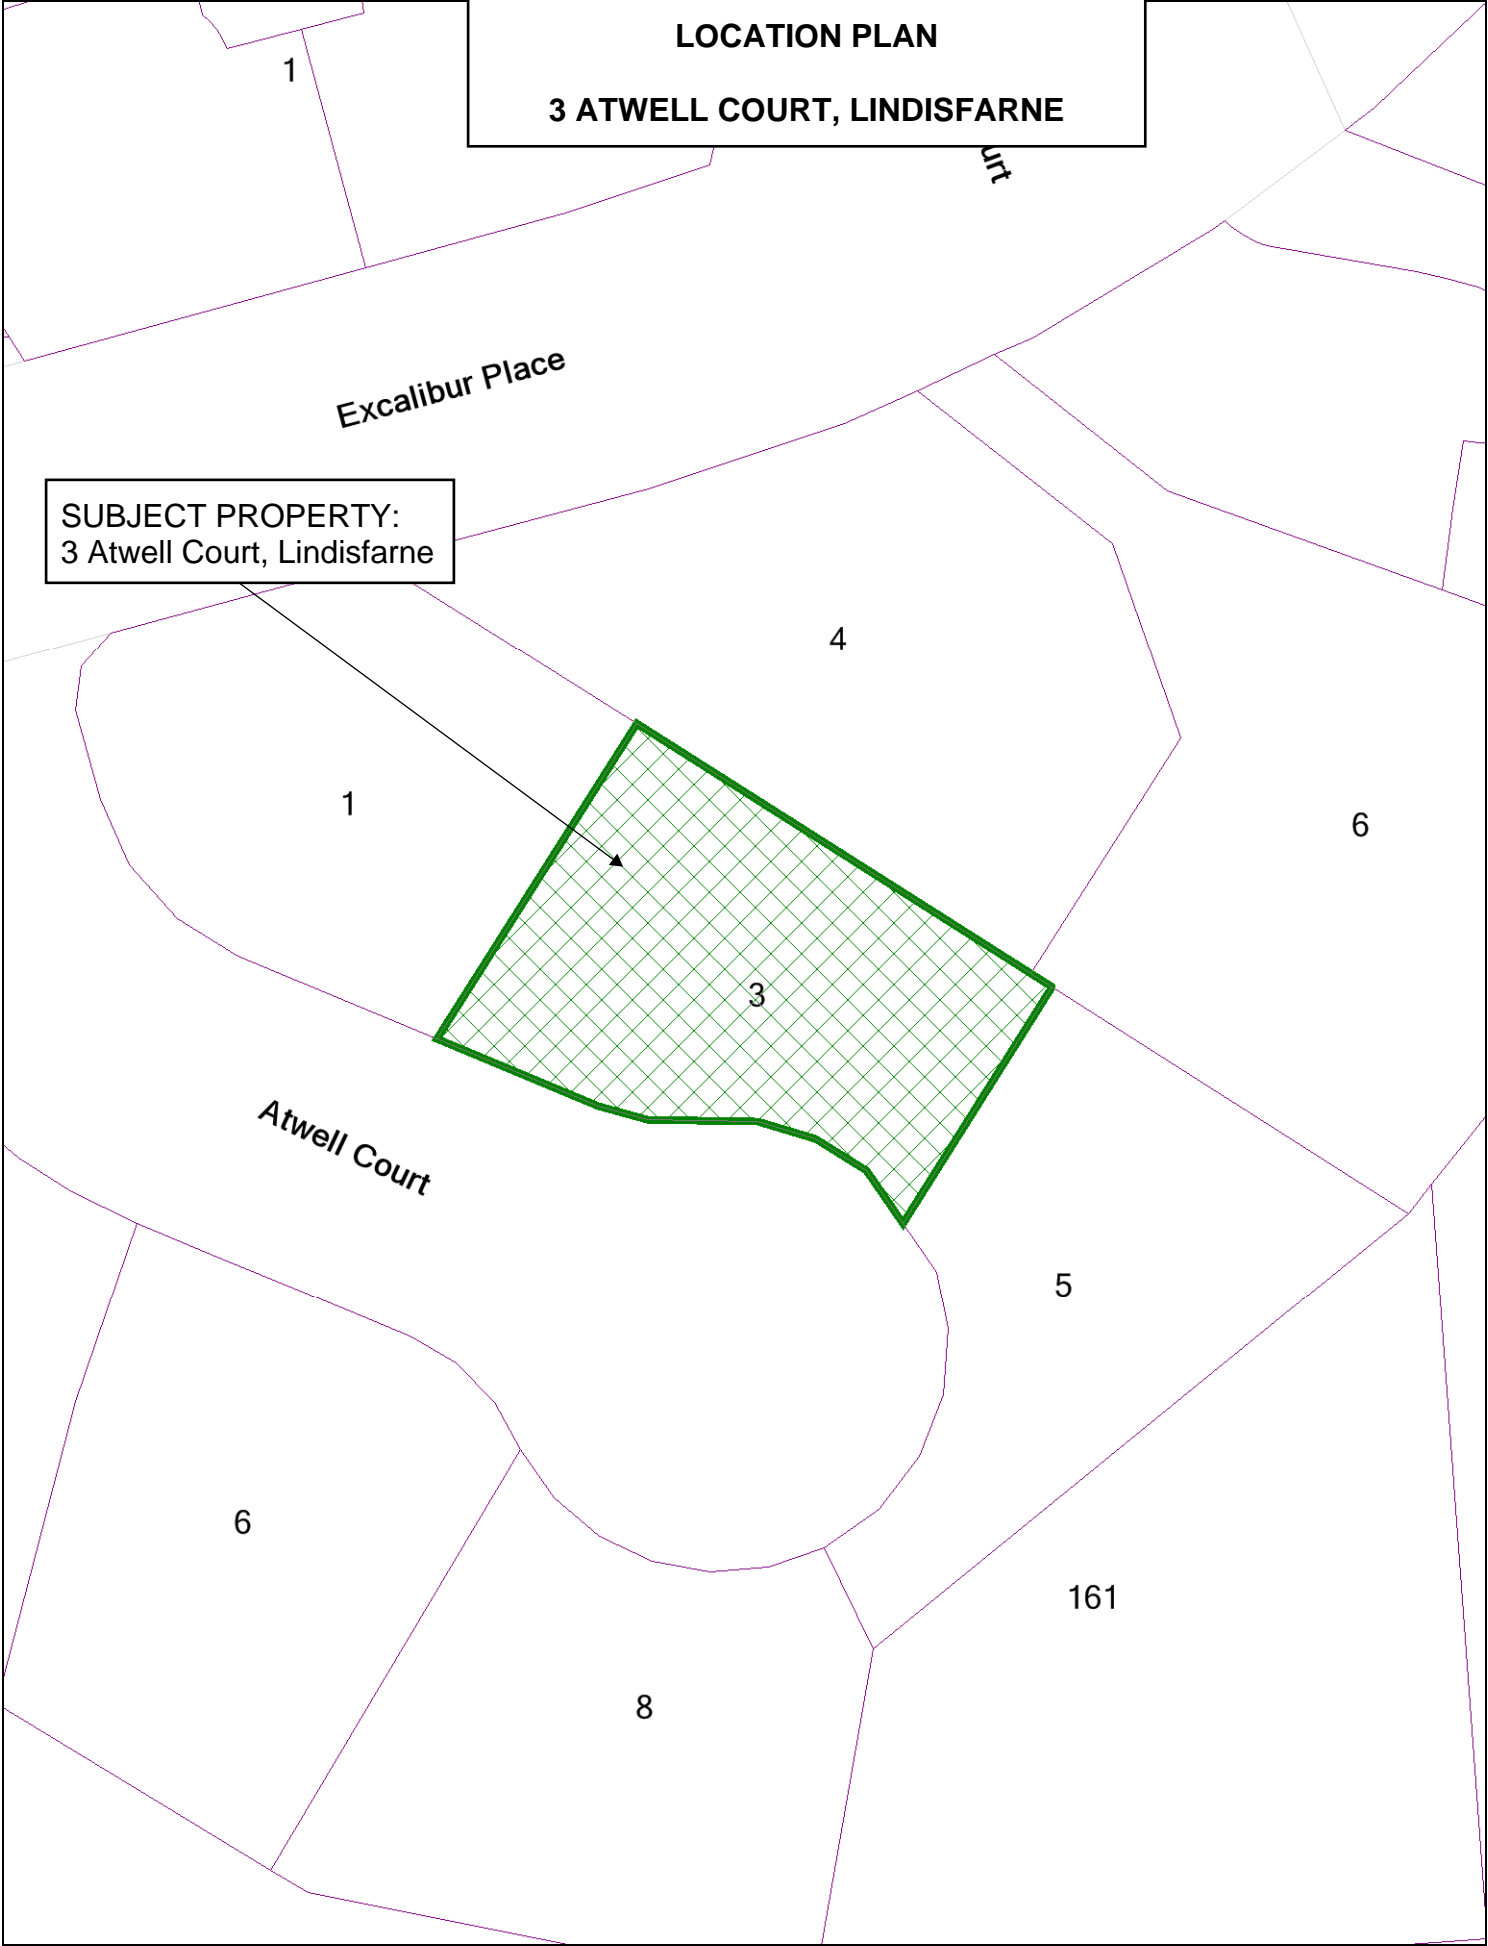 LOCATION PLAN
3 ATWELL COURT, LINDISFARNE
1
urt
Excalibur Place
SUBJECT PROPERTY:
3 Atwell Court, Lindisfarne
4
1
6
3
Atwell Court
5
6
161
8